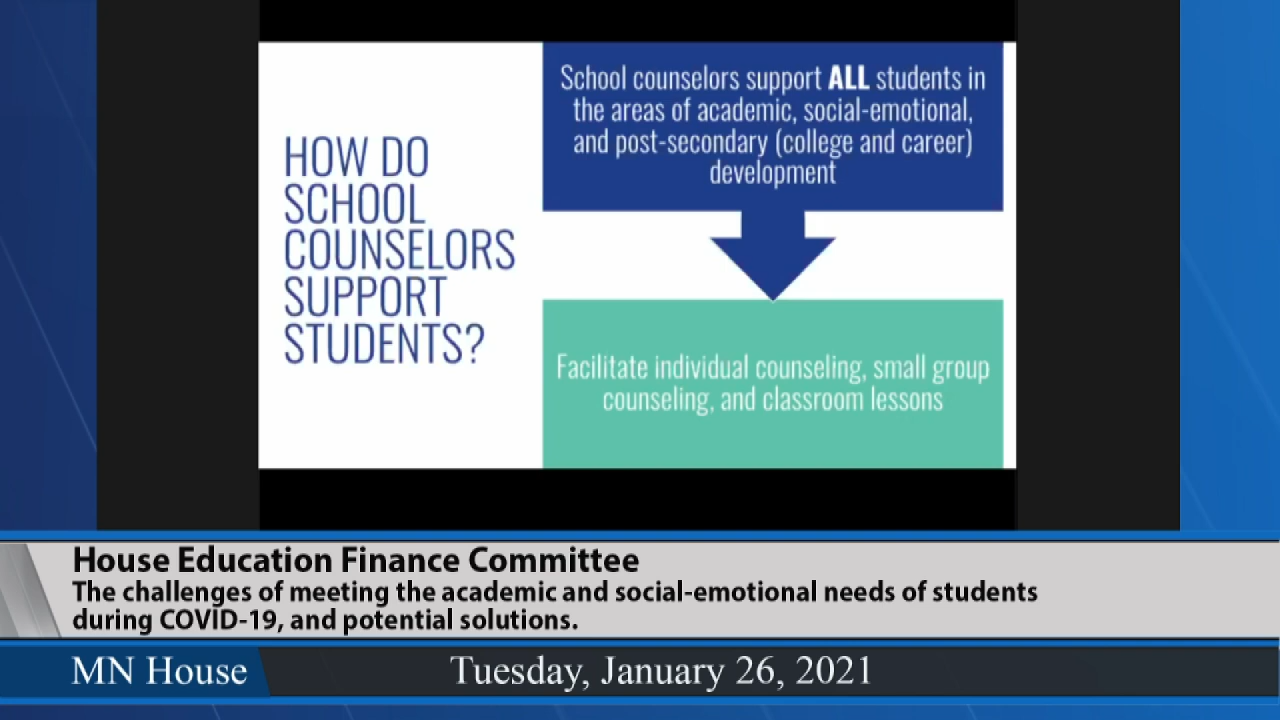 HOW DO
SCHOOL
COUNSELORS
SUPPORT
STUDENTS?
School counselors support ALL students in
the areas of academic, social-emotional,
and post-secondary (college and career)
development
Facilitate individual counseling, small group
counseling, and classroom lessons
House Education Finance Committee
The challenges of meeting the academic and social-emotional needs of students
during COVID-19, and potential solutions.
MN House
Tuesday, January 26, 2021